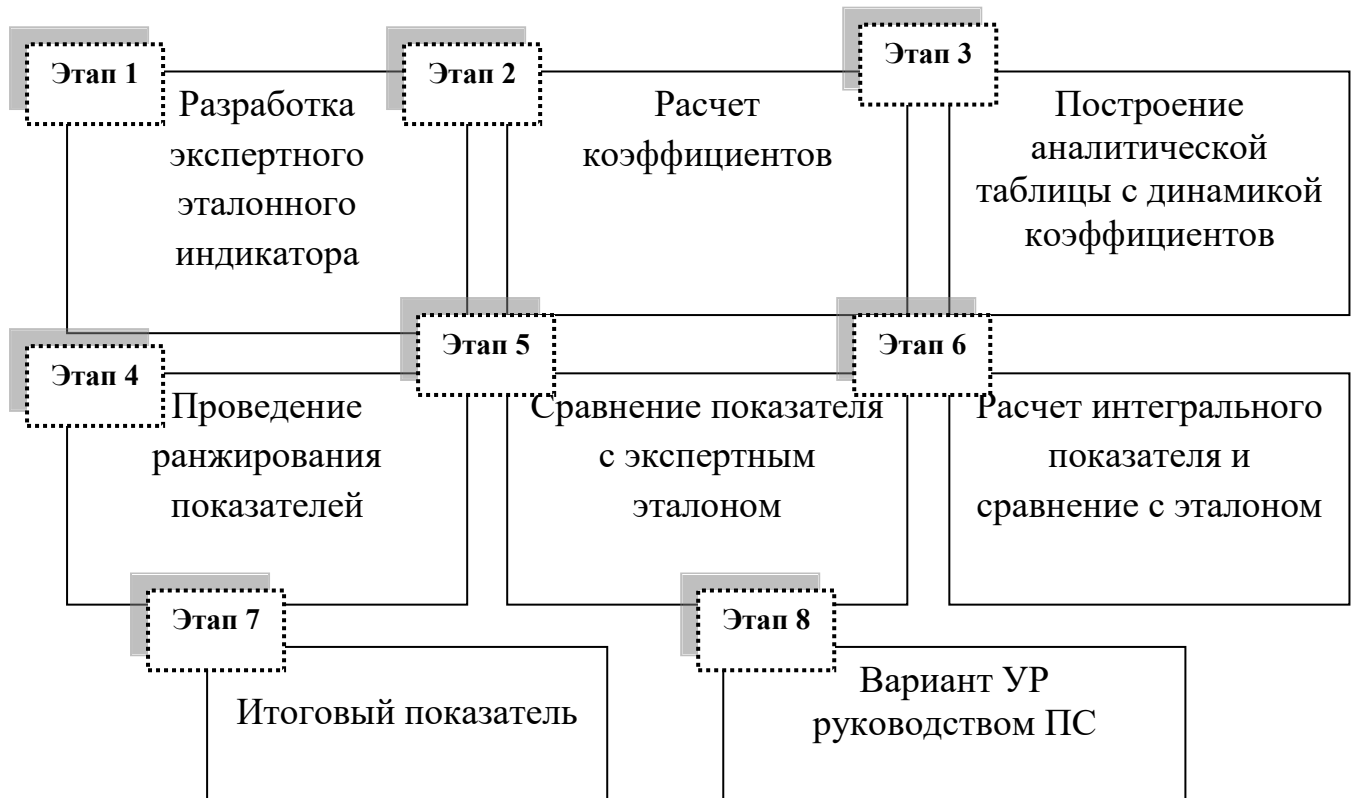 Этап 1
Разработка
экспертного
эталонного
индикатора
Этап 2
Расчет
коэффициентов
Этап 3
Построение
аналитической
таблицы с динамикой
коэффициентов
Этап 4
Проведение
ранжирования
показателей
Этап 5
Сравнение показателя
с экспертным
эталоном
Этап 6
Расчет интегрального
показателя и
сравнение с эталоном
Этап 7
Итоговый показатель
Этап 8
Вариант УР
руководством ПС